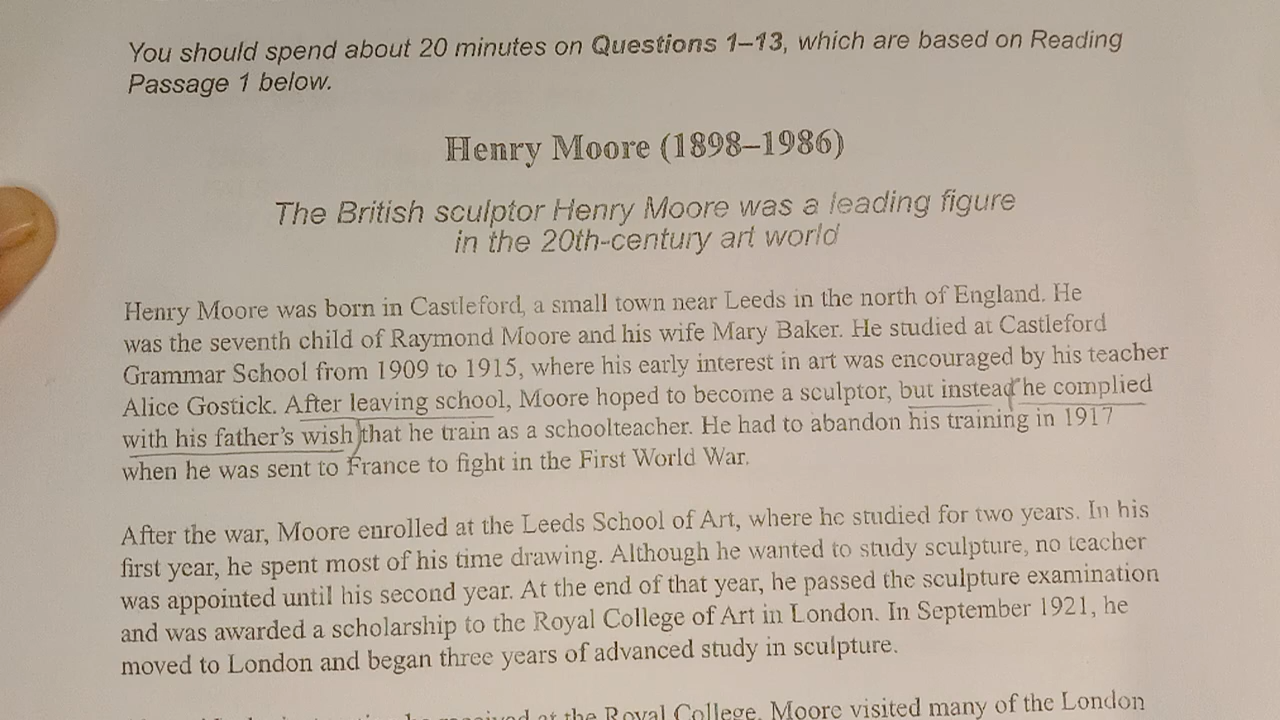 You should spend about 20 minutes on Questions 1–13, which are based on Reading
Passage 1 below.
Henry Moore (1898–1986)
The British sculptor Henry Moore was a leading figure
in the 20th-century art world
Henry Moore was born in Castleford, a small town near Leeds in the north of England. He
was the seventh child of Raymond Moore and his wife Mary Baker. He studied at Castleford
Grammar School from 1909 to 1915, where his early interest in art was encouraged by his teacher
Alice Gostick. After leaving school, Moore hoped to become a sculptor, but instead he complied
with his father's wish that he train as a schoolteacher. He had to abandon his training in 1917
when he was sent to France to fight in the First World War.
After the war, Moore enrolled at the Leeds School of Art, where he studied for two years. In his
first year, he spent most of his time drawing. Although he wanted to study sculpture, no teacher
was appointed until his second year. At the end of that year, he passed the sculpture examination
and was awarded a scholarship to the Royal College of Art in London. In September 1921, he
moved to London and began three years of advanced study in sculpture.
received at the Royal College, Moore visited many of the London